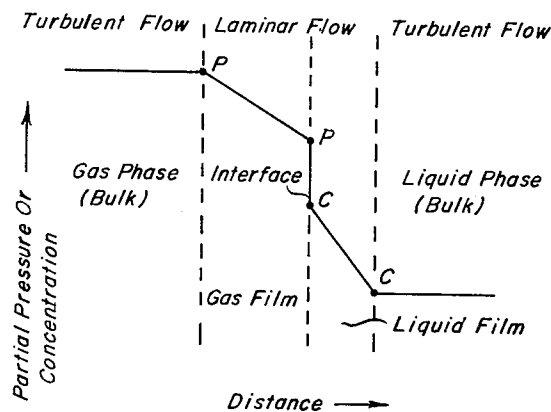 Turbulent Flow
Laminar Flow
Turbulent Flow
P
P
Gas Phase
(Bulk)
Interface
C
Liquid Phase
(Bulk)
C
Gas Film
Liquid Film
Partial Pressure Or
Concentration
Distance